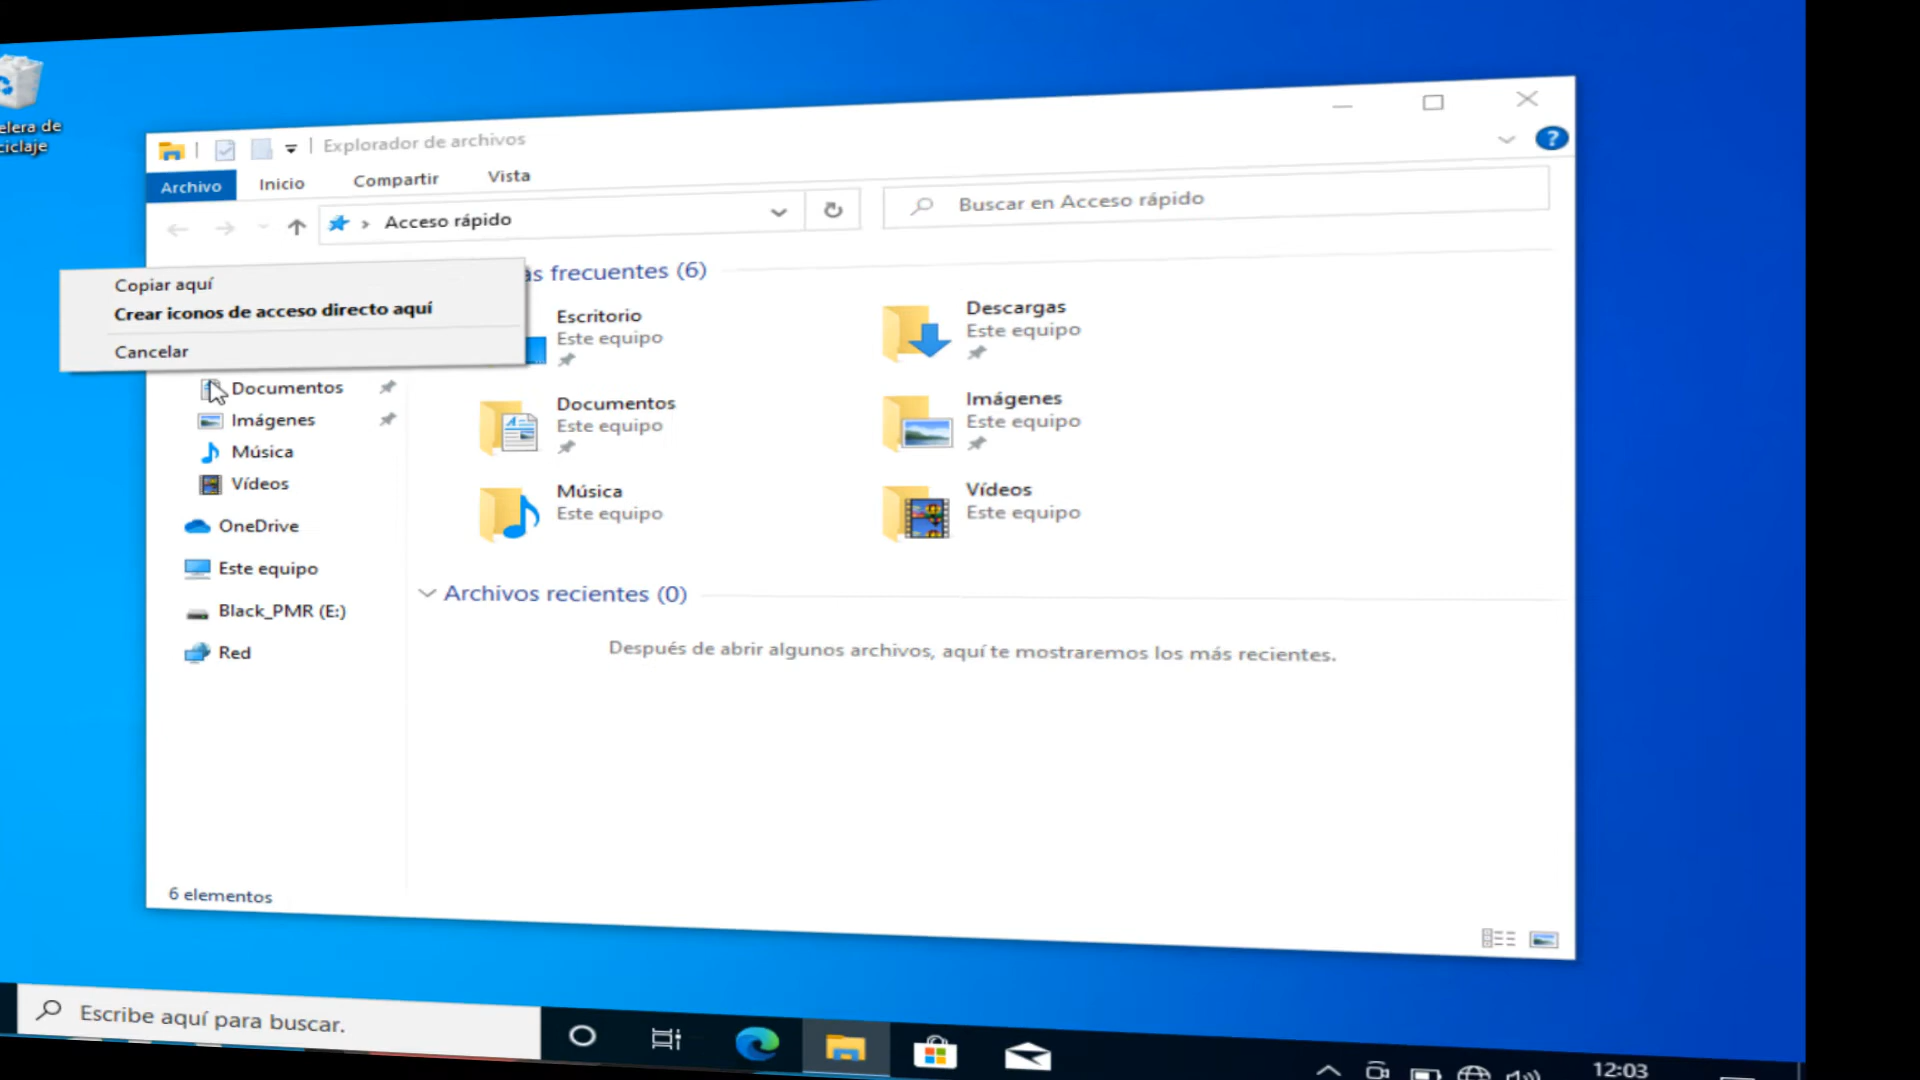 elera de
ciclaje
Explorador de archivos
Archivo
Inicio
Compartir
Vista
Acceso rápido
Buscar en Acceso rápido
Copiar aquí
Crear iconos de acceso directo aquí
Cancelar
ás frecuentes (6)
Escritorio
Este equipo
Descargas
Este equipo
Documentos
Este equipo
Imágenes
Este equipo
Música
Este equipo
Vídeos
Este equipo
Documentos
Imágenes
Música
Vídeos
OneDrive
Este equipo
Black_PMR (E:)
Red
Archivos recientes (0)
Después de abrir algunos archivos, aquí te mostraremos los más recientes.
6 elementos
Escribe aquí para buscar.
12:03